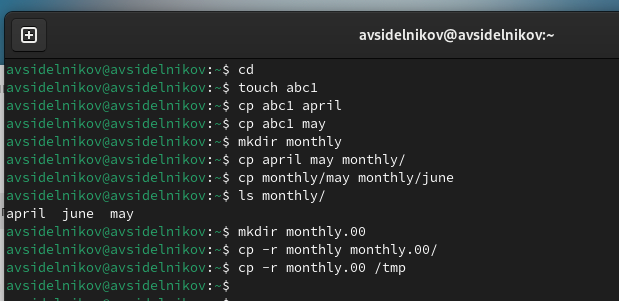 avsidelnikov@avsidelnikov:~
avsidelnikov@avsidelnikov:~$ cd
avsidelnikov@avsidelnikov:~$ touch abc1
avsidelnikov@avsidelnikov:~$ cp abc1 april
avsidelnikov@avsidelnikov:~$ cp abc1 may
avsidelnikov@avsidelnikov:~$ mkdir monthly
avsidelnikov@avsidelnikov:~$ cp april may monthly/
avsidelnikov@avsidelnikov:~$ cp monthly/may monthly/june
avsidelnikov@avsidelnikov:~$ ls monthly/
april  june  may
avsidelnikov@avsidelnikov:~$ mkdir monthly.00
avsidelnikov@avsidelnikov:~$ cp -r monthly monthly.00/
avsidelnikov@avsidelnikov:~$ cp -r monthly.00 /tmp
avsidelnikov@avsidelnikov:~$